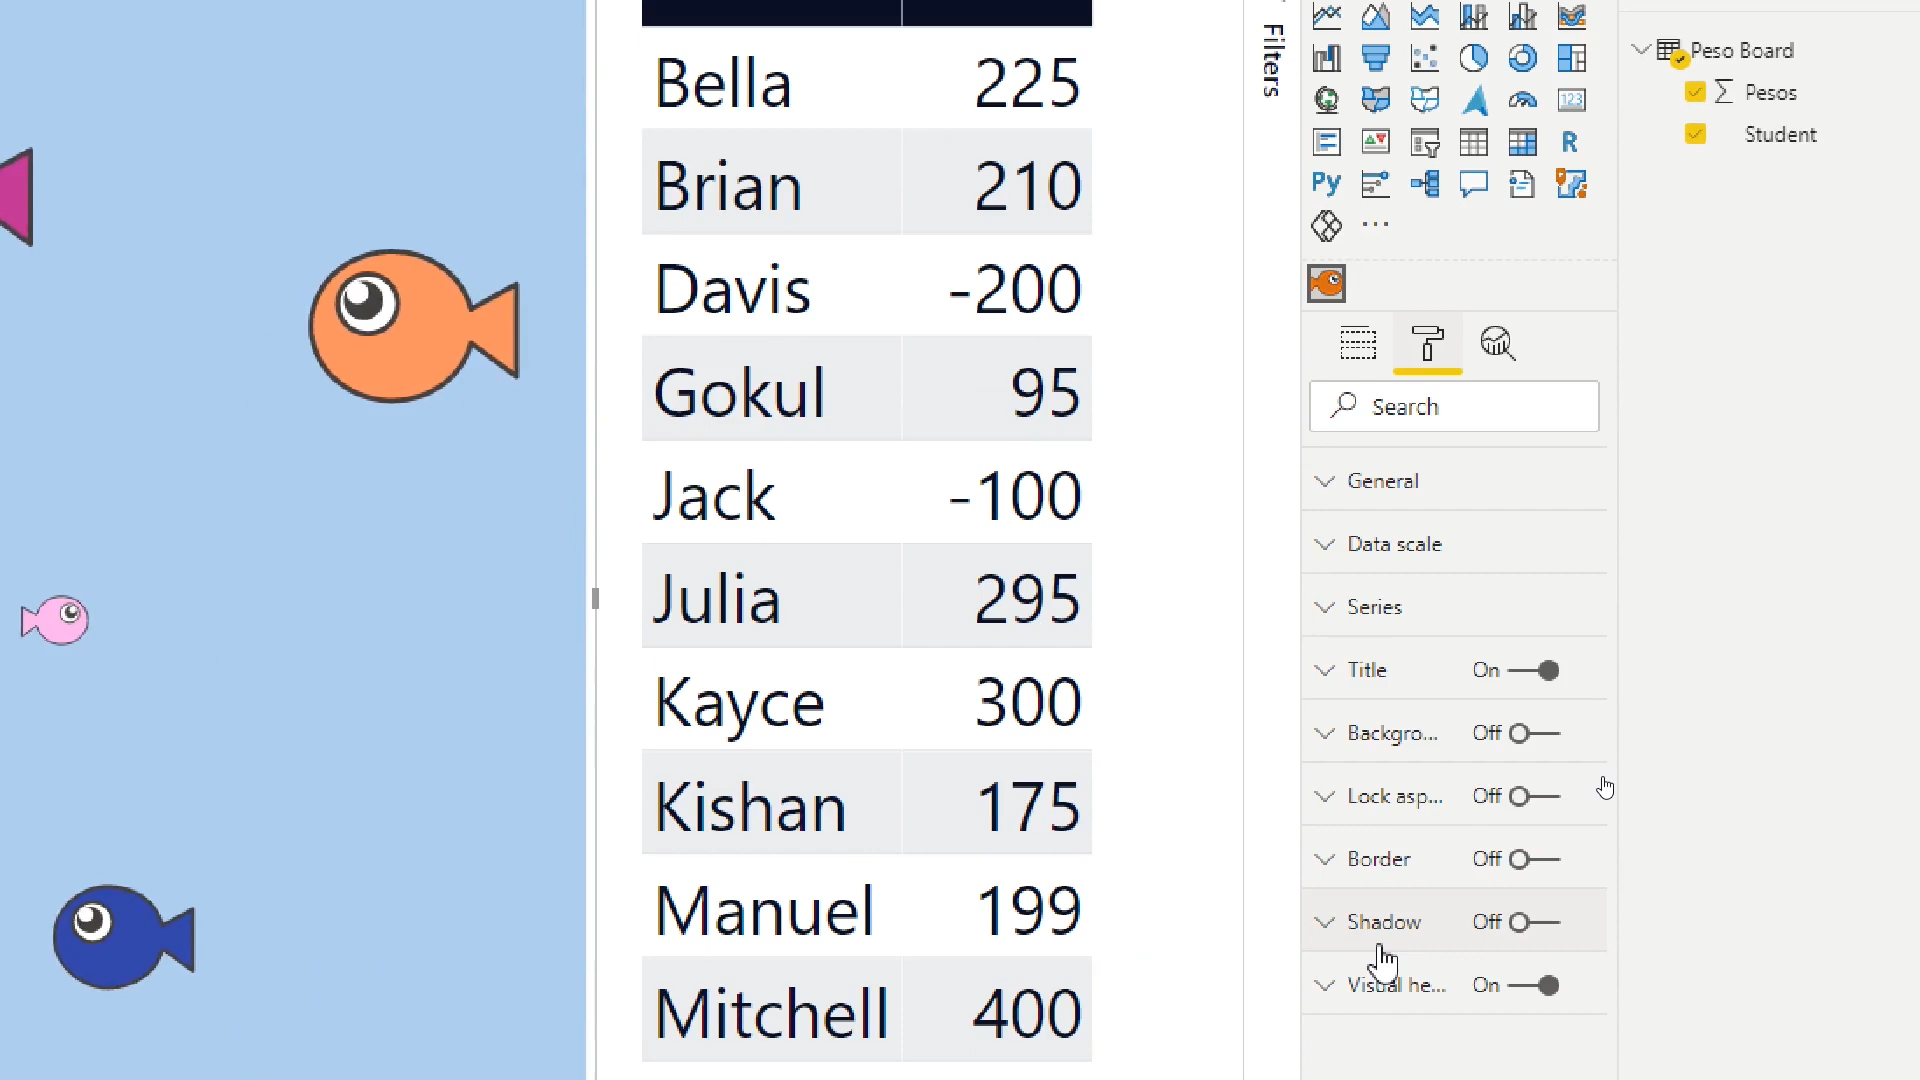 Bella 225
Brian 210
Davis -200
Gokul 95
Jack -100
Julia 295
Kayce 300
Kishan 175
Manuel 199
Mitchell 400
Filters
123
R
Py
...
Search
General
Data scale
Series
Title On
Backgro... Off
Lock asp... Off
Border Off
Shadow Off
Visual he... On
Peso Board
Σ Pesos
Student